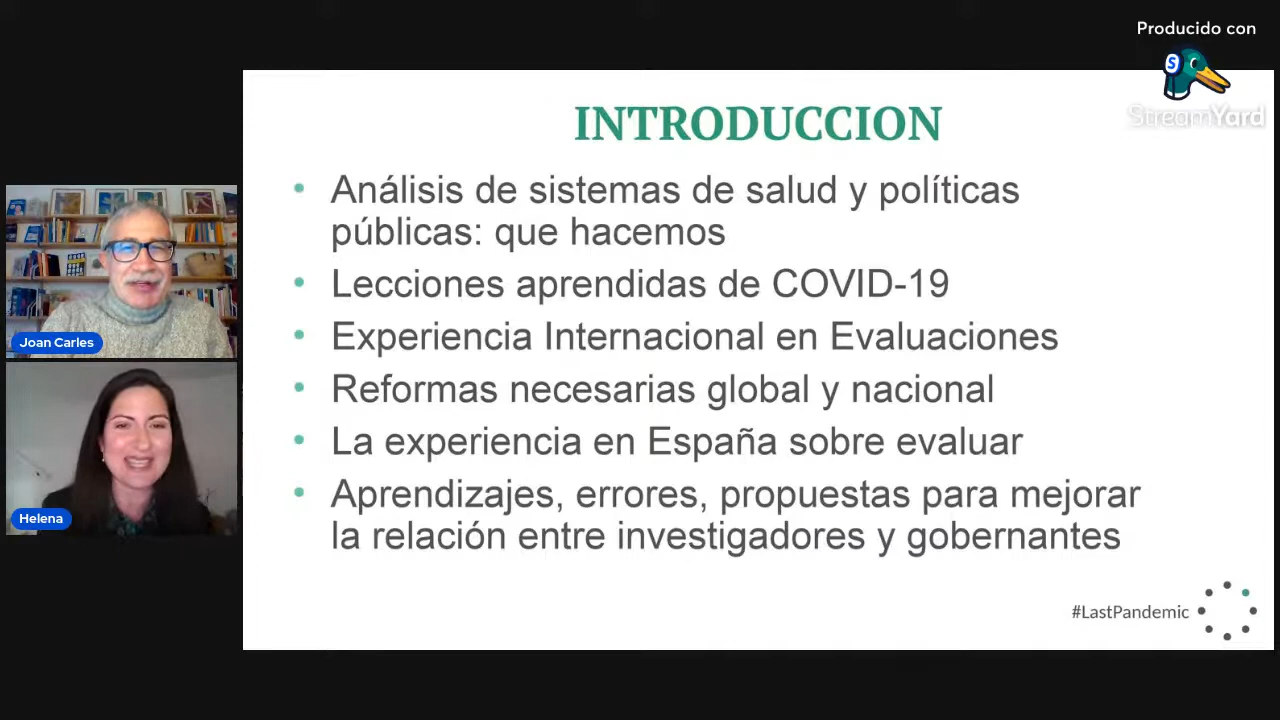 Producido con
StreamYard
INTRODUCCION
• Análisis de sistemas de salud y políticas
públicas: que hacemos
• Lecciones aprendidas de COVID-19
• Experiencia Internacional en Evaluaciones
• Reformas necesarias global y nacional
• La experiencia en España sobre evaluar
• Aprendizajes, errores, propuestas para mejorar
la relación entre investigadores y gobernantes
#LastPandemic
Joan Carles
Helena